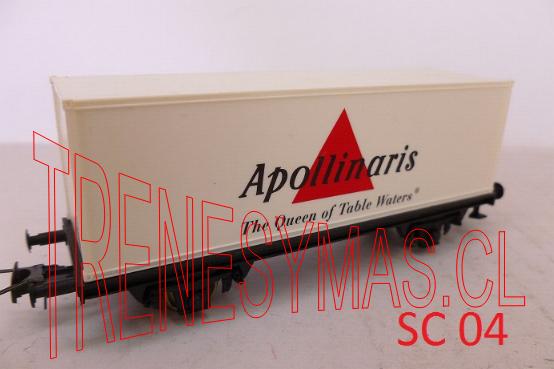 Apollinaris
The Queen of Table Waters®
TRENESYMAS.CL
SC 04